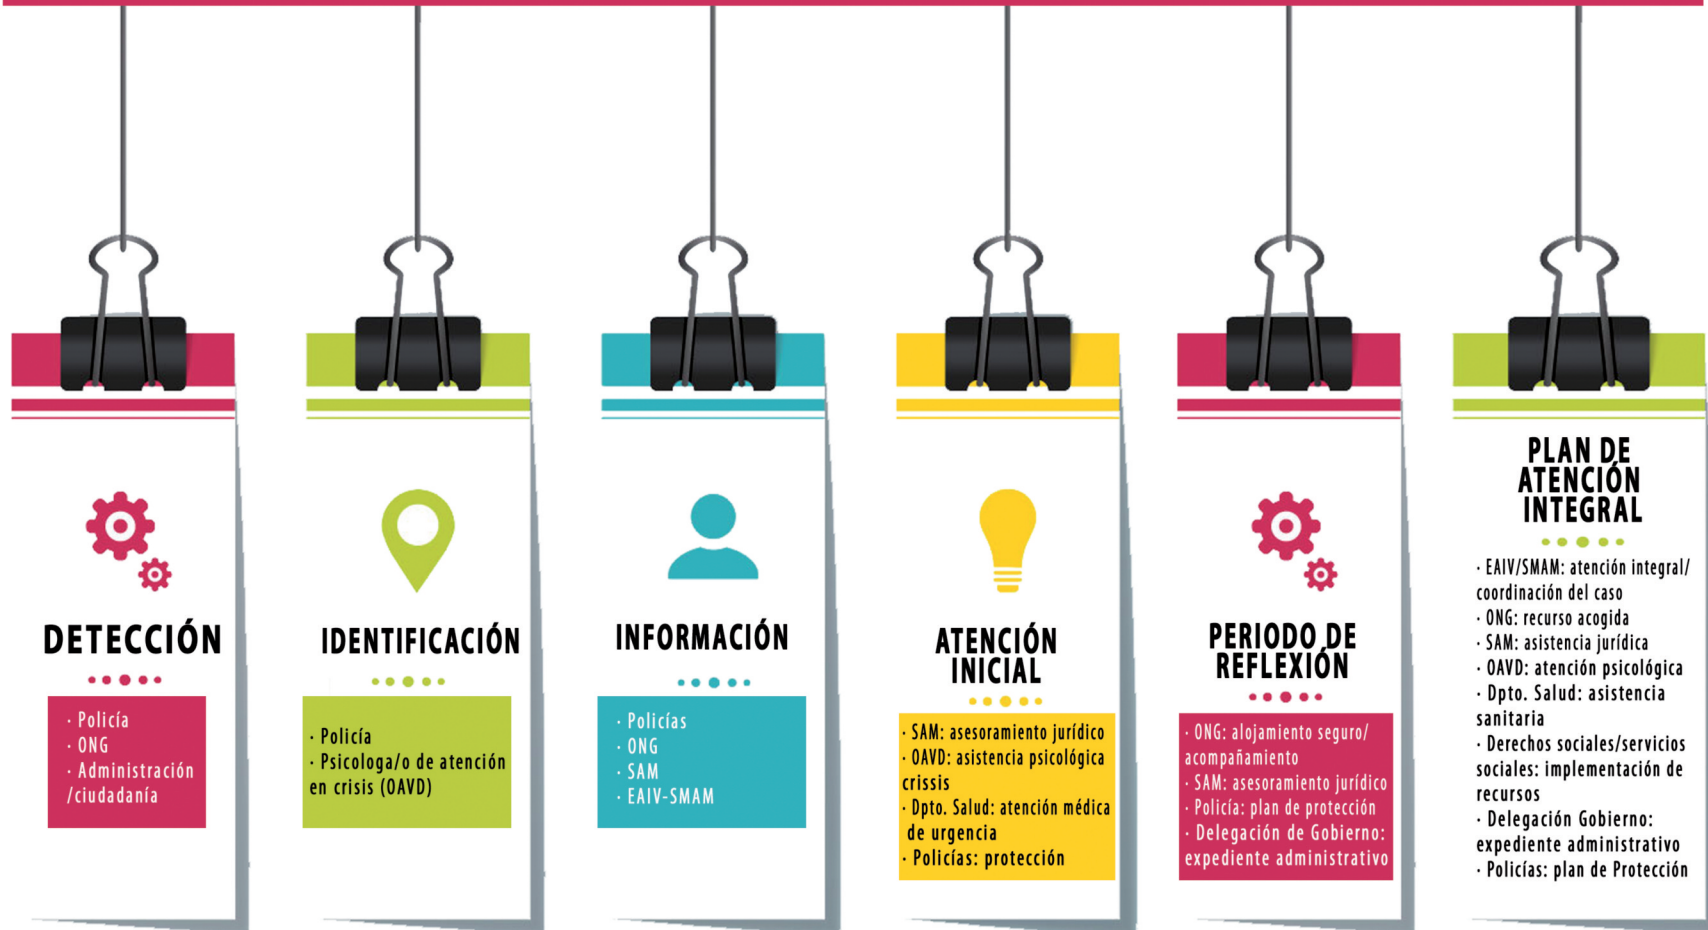 DETECCIÓN
· Policía
· ONG
· Administración
/ciudadanía
IDENTIFICACIÓN
· Policía
· Psicologa/o de atención
en crisis (OAVD)
INFORMACIÓN
· Policías
· ONG
· SAM
· EAIV-SMAM
ATENCIÓN
INICIAL
· SAM: asesoramiento jurídico
· OAVD: asistencia psicológica
crissis
· Dpto. Salud: atención médica
de urgencia
· Policías: protección
PERIODO DE
REFLEXIÓN
· ONG: alojamiento seguro/
acompañamiento
· SAM: asesoramiento jurídico
· Policía: plan de protección
· Delegación de Gobierno:
expediente administrativo
PLAN DE
ATENCIÓN
INTEGRAL
· EAIV/SMAM: atención integral/
coordinación del caso
· ONG: recurso acogida
· SAM: asistencia jurídica
· OAVD: atención psicológica
· Dpto. Salud: asistencia
sanitaria
· Derechos sociales/servicios
sociales: implementación de
recursos
· Delegación Gobierno:
expediente administrativo
· Policías: plan de Protección